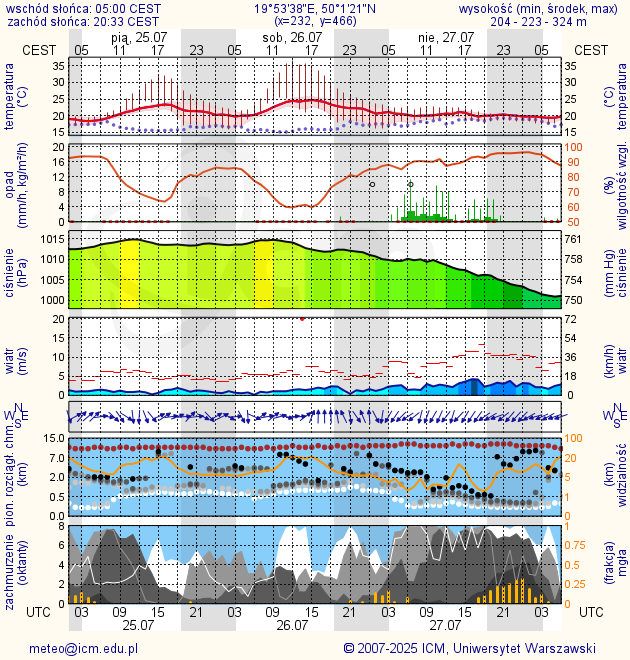 wschód słońca: 05:00 CEST
zachód słońca: 20:33 CEST
19°53'38"E, 50°1'21"N
(x=232, y=466)
wysokość (min, środek, max)
204 - 223 - 324 m
pią, 25.07
sob, 26.07
nie, 27.07
CEST 05 11 17 23 05 11 17 23 05 11 17 23 05 CEST
temperatura
(°C)
35
30
25
20
15
35
30
25
20
15
(°C)
temperatura
opad
(mm/h, kg/m²/h)
20
16
12
8
4
0
100
90
80
70
60
50
(%)
wilgotność wzgl.
ciśnienie
(hPa)
1015
1010
1005
1000
761
758
754
750
(mm Hg)
ciśnienie
wiatr
(m/s)
20
15
10
5
0
72
54
36
18
0
(km/h)
wiatr
N
W E
S
N
W E
S
pion. rozciągł. chm.
(km)
15.0
7.0
2.0
0.5
0.0
100
20
5
1
0
(km)
widzialność
zachmurzenie
(oktanty)
8
6
4
2
0
1
0.75
0.5
0.25
0
(frakcja)
mgła
UTC 03 09 15 21 03 09 15 21 03 09 15 21 03 UTC
25.07
26.07
27.07
meteo@icm.edu.pl
© 2007-2025 ICM, Uniwersytet Warszawski